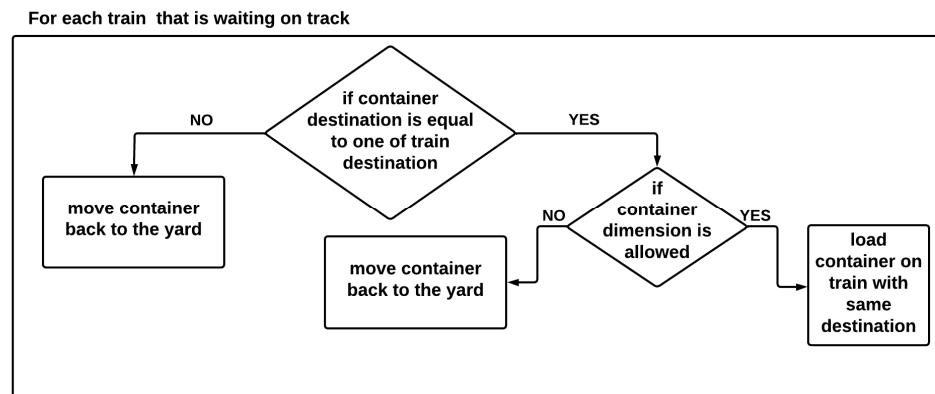 For each train that is waiting on track
if container
destination is equal
to one of train
destination
NO
YES
move container
back to the yard
if
container
dimension is
allowed
NO
YES
move container
back to the yard
load
container on
train with
same
destination